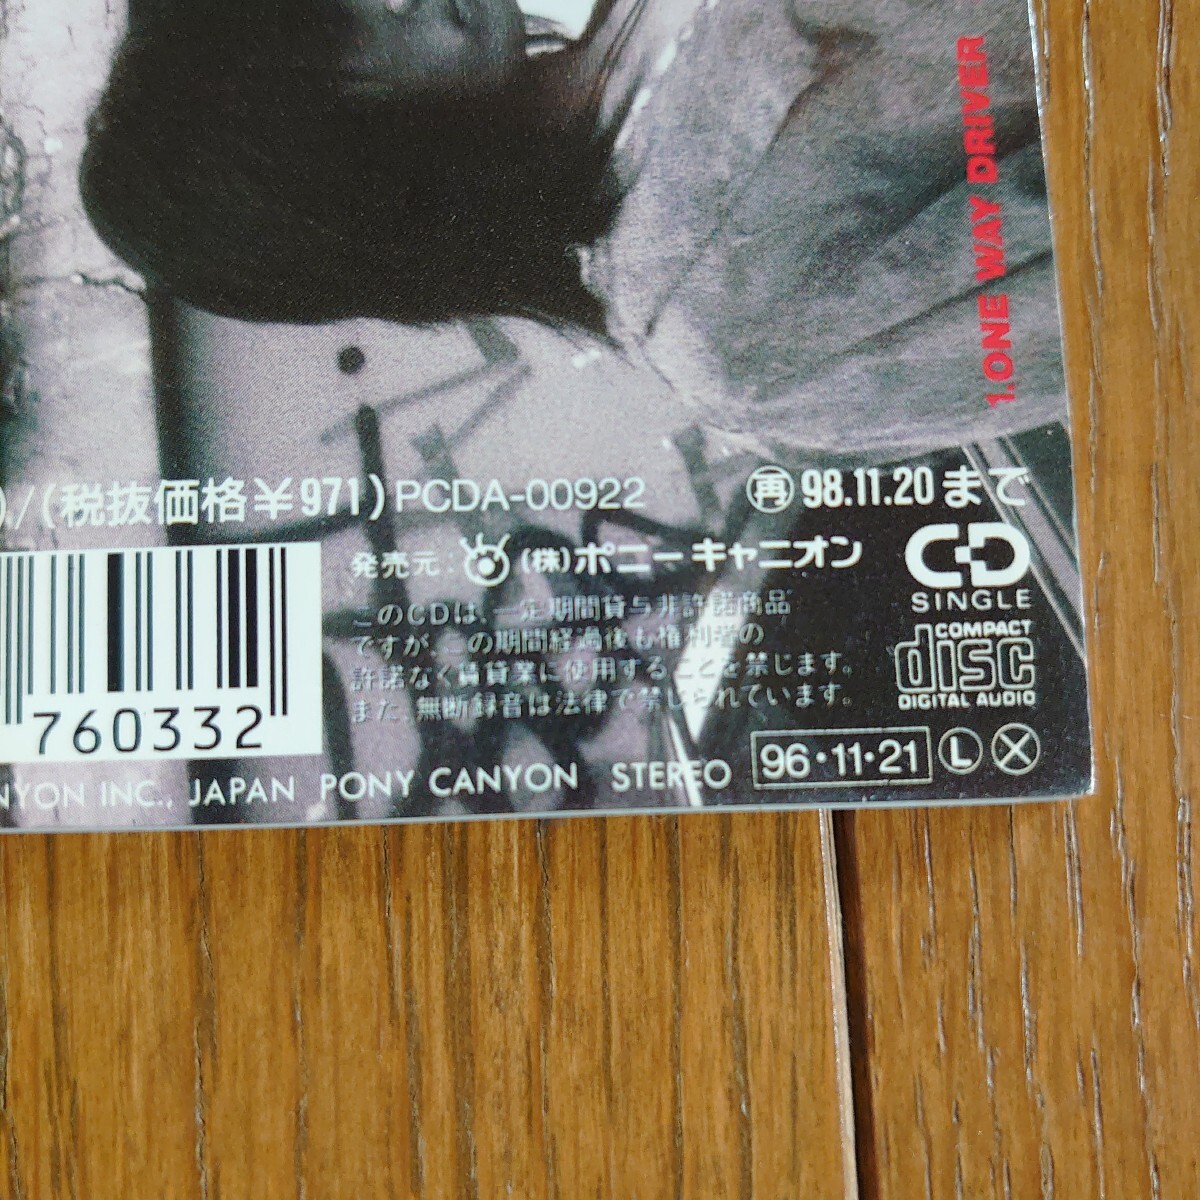 1.ONE WAY DRIVER
)/(税抜価格¥971) PCDA-00922 再 98.11.20まで
発売元: (株)ポニーキャニオン
CD SINGLE
このCDは、一定期間貸与非許諾商品
ですが、この期間経過後も権利者の
許諾なく賃貸業に使用することを禁じます。
また、無断録音は法律で禁じられています。
COMPACT disc DIGITAL AUDIO
760332
NYON INC., JAPAN PONY CANYON STEREO 96・11・21 L X